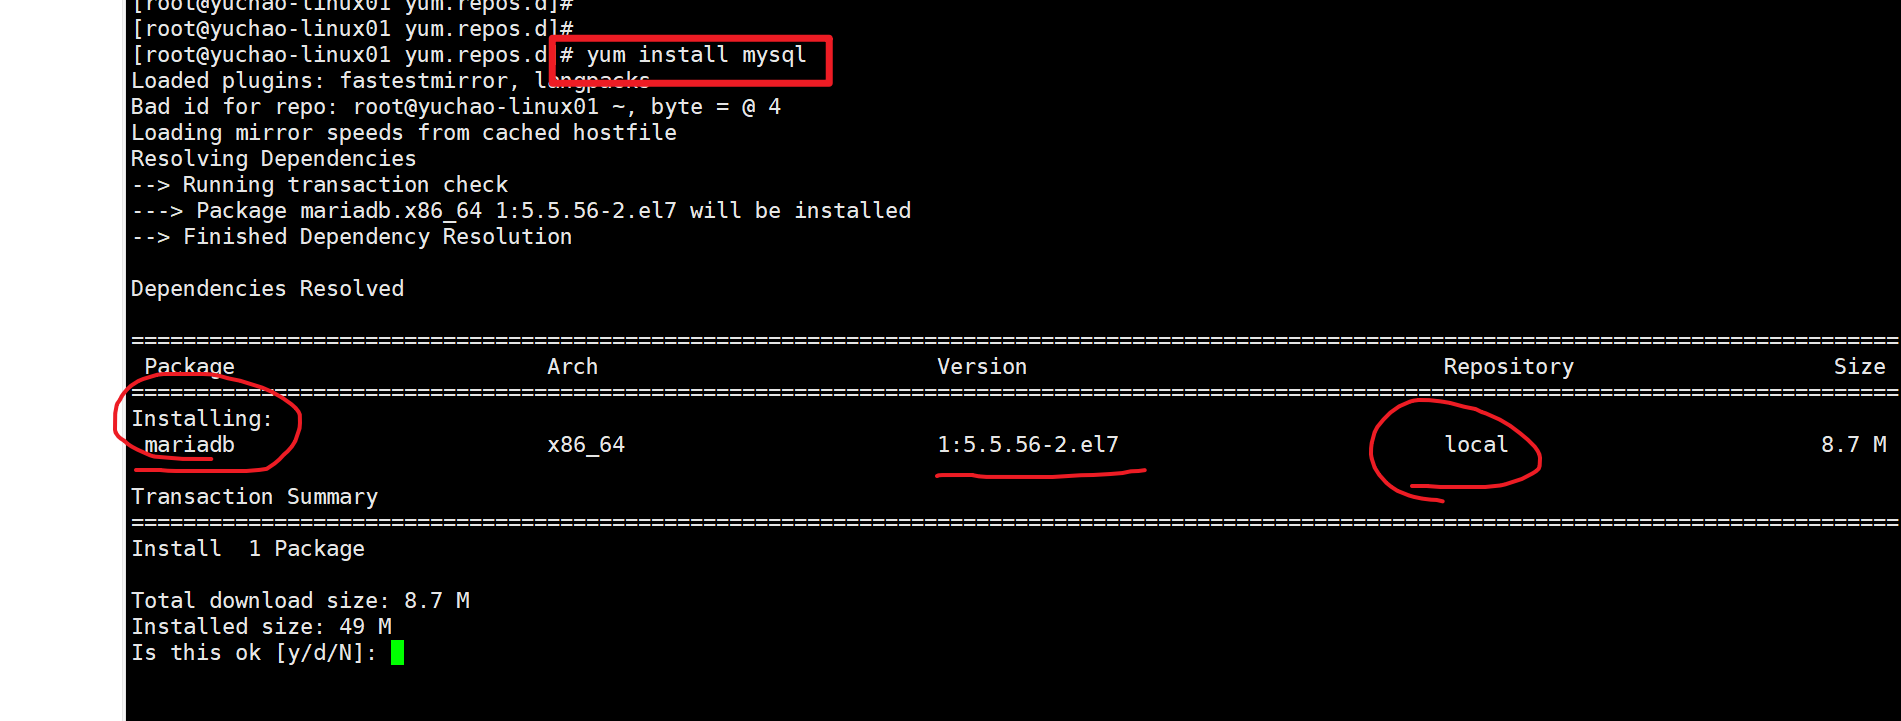 [root@yuchao-linux01 yum.repos.d]#
[root@yuchao-linux01 yum.repos.d]#
[root@yuchao-linux01 yum.repos.d]# yum install mysql
Loaded plugins: fastestmirror, langpacks
Bad id for repo: root@yuchao-linux01 ~, byte = @ 4
Loading mirror speeds from cached hostfile
Resolving Dependencies
--> Running transaction check
---> Package mariadb.x86_64 1:5.5.56-2.el7 will be installed
--> Finished Dependency Resolution
Dependencies Resolved
Package Arch Version Repository Size
Installing:
mariadb x86_64 1:5.5.56-2.el7 local 8.7 M
Transaction Summary
Install  1 Package
Total download size: 8.7 M
Installed size: 49 M
Is this ok [y/d/N]: